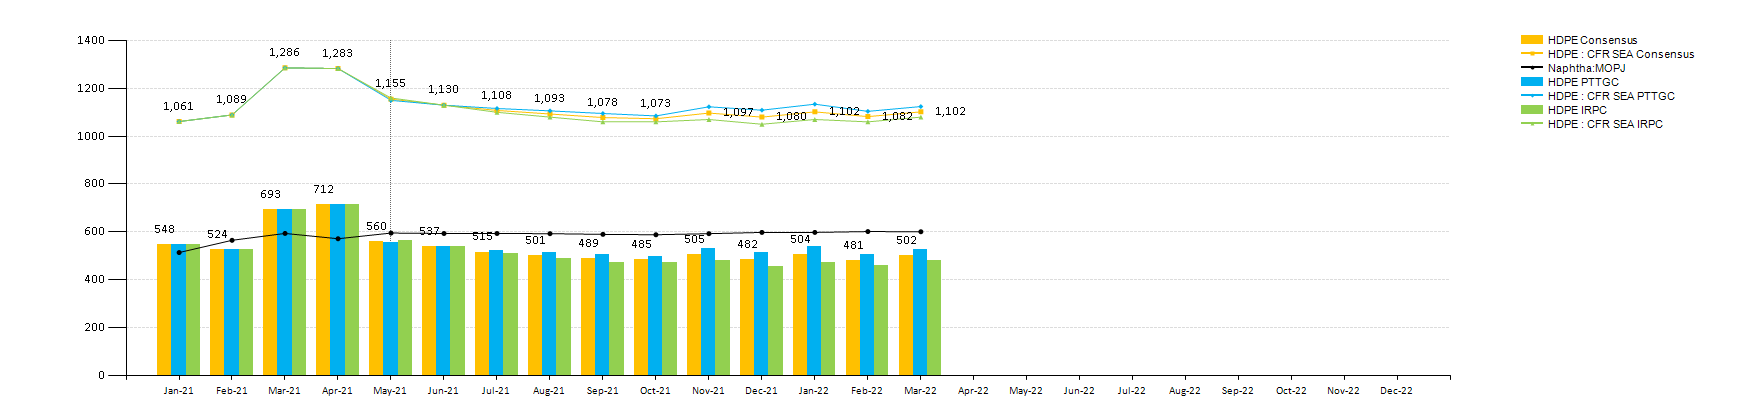 1400
1200
1000
800
600
400
200
0
1,061
1,089
1,286
1,283
1,155
1,130
1,108
1,093
1,078
1,073
1,097
1,080
1,102
1,082
1,102
548
524
693
712
560
537
515
501
489
485
505
482
504
481
502
Jan-21
Feb-21
Mar-21
Apr-21
May-21
Jun-21
Jul-21
Aug-21
Sep-21
Oct-21
Nov-21
Dec-21
Jan-22
Feb-22
Mar-22
Apr-22
May-22
Jun-22
Jul-22
Aug-22
Sep-22
Oct-22
Nov-22
Dec-22
HDPE Consensus
HDPE : CFR SEA Consensus
Naphtha:MOPJ
HDPE PTTGC
HDPE : CFR SEA PTTGC
HDPE IRPC
HDPE : CFR SEA IRPC